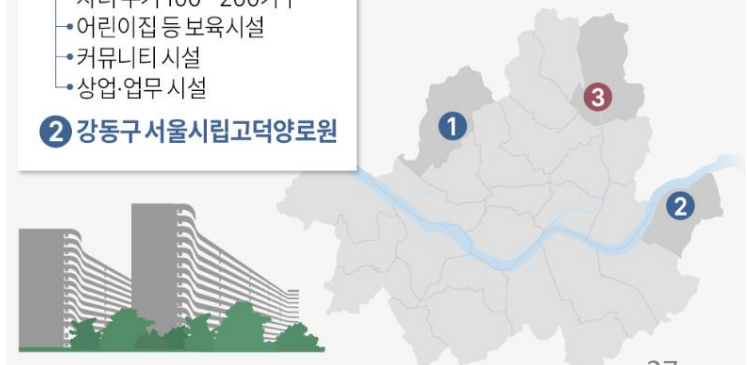 어린이집 등 보육시설
커뮤니티 시설
상업·업무 시설
2 강동구 서울시립고덕양로원
1
3
2